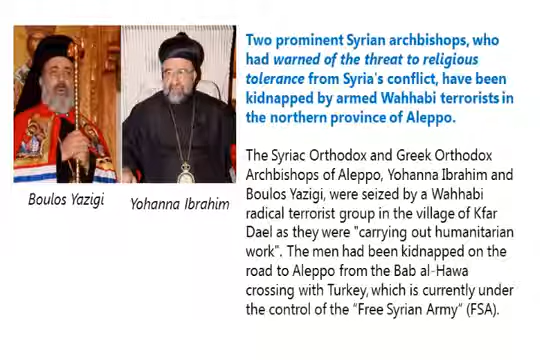 Two prominent Syrian archbishops, who
had warned of the threat to religious
tolerance from Syria's conflict, have been
kidnapped by armed Wahhabi terrorists in
the northern province of Aleppo.
The Syriac Orthodox and Greek Orthodox
Archbishops of Aleppo, Yohanna Ibrahim and
Boulos Yazigi, were seized by a Wahhabi
radical terrorist group in the village of Kfar
Dael as they were "carrying out humanitarian
work". The men had been kidnapped on the
road to Aleppo from the Bab al-Hawa
crossing with Turkey, which is currently under
the control of the "Free Syrian Army" (FSA).
Boulos Yazigi
Yohanna Ibrahim